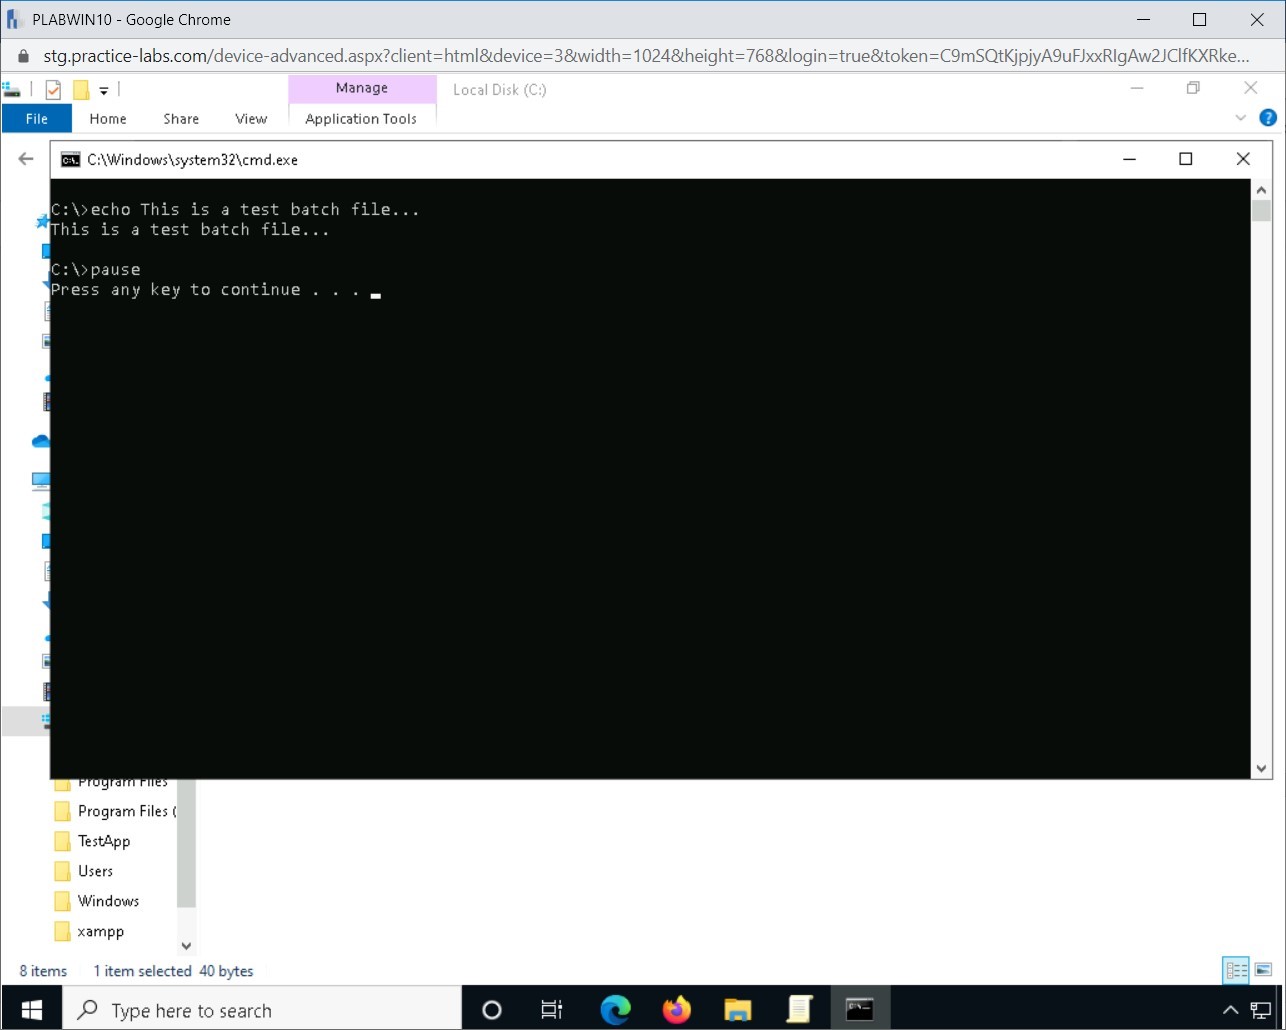 PLABWIN10 - Google Chrome
stg.practice-labs.com/device-advanced.aspx?client=html&device=3&width=1024&height=768&login=true&token=C9mSQtKjpjyA9uFJxxRIgAw2JClfKXRke...
Manage
Local Disk (C:)
File
Home
Share
View
Application Tools
?
C:\Windows\system32\cmd.exe
C:\>echo This is a test batch file...
This is a test batch file...
C:\>pause
Press any key to continue . . .
Program Files
Program Files (
TestApp
Users
Windows
xampp
8 items
1 item selected 40 bytes
Type here to search